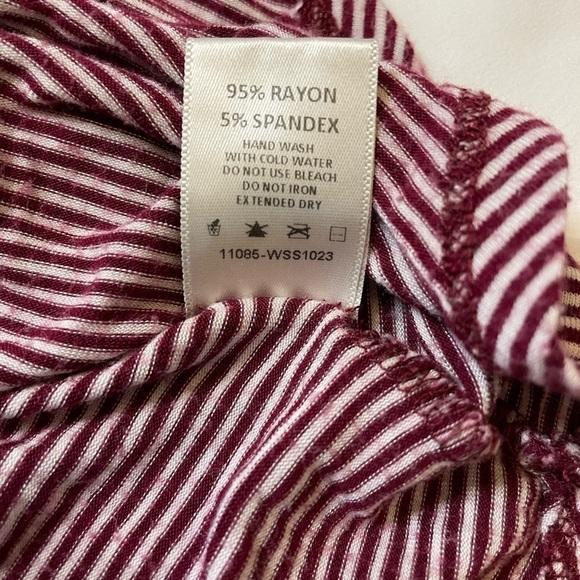 95% RAYON
5% SPANDEX
HAND WASH
WITH COLD WATER
DO NOT USE BLEACH
DO NOT IRON
EXTENDED DRY
11085-WSS1023